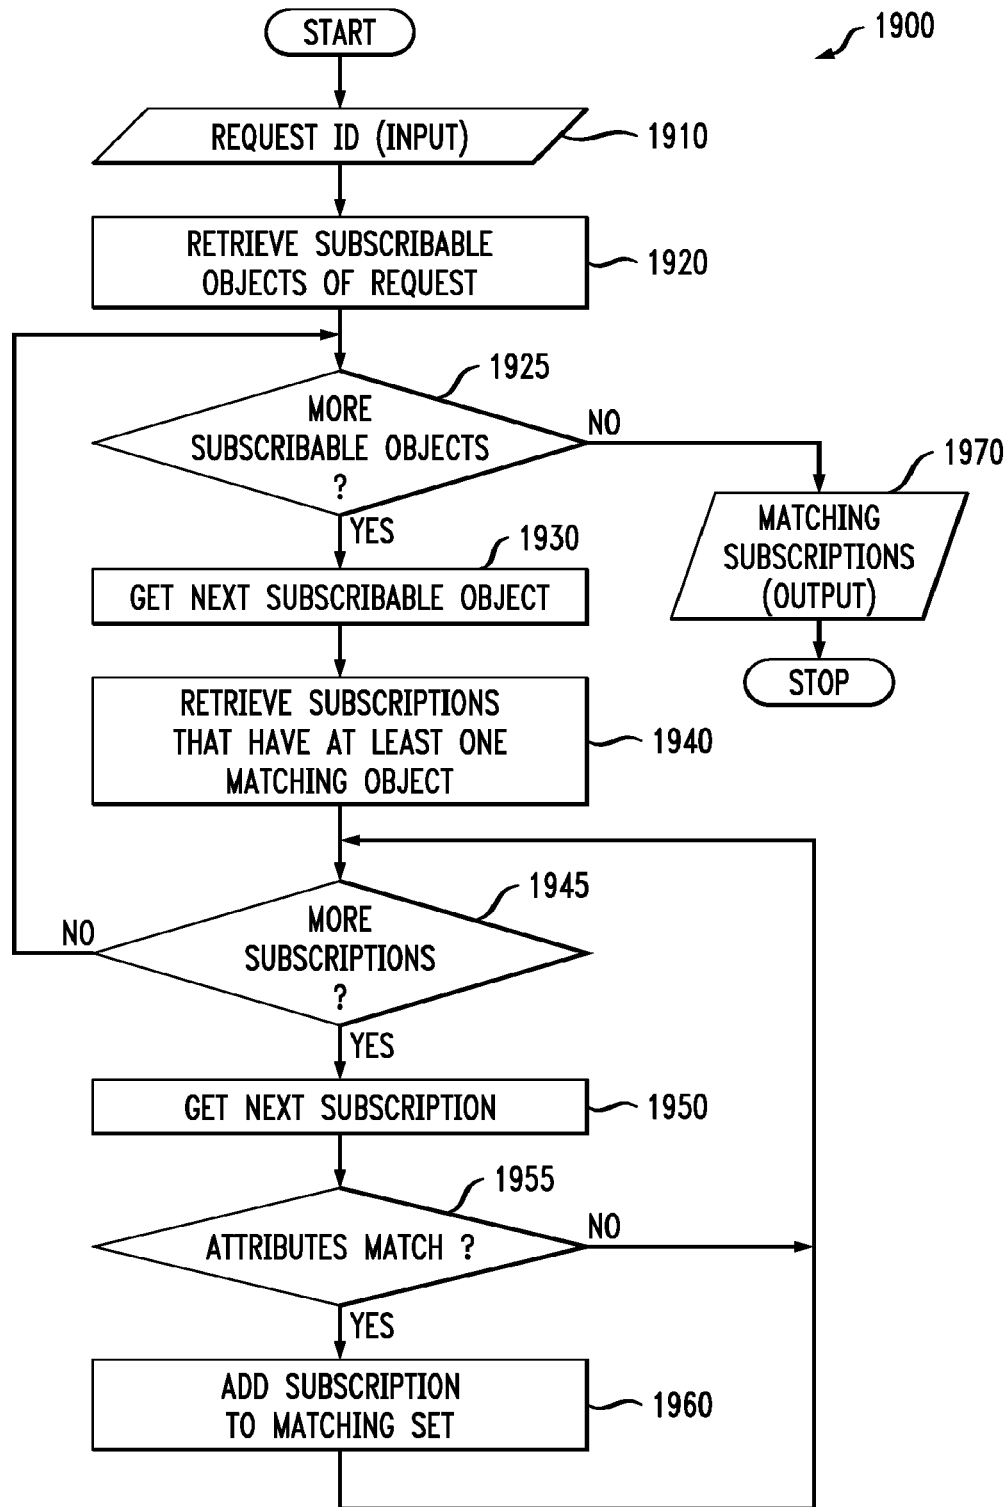 START
1900
REQUEST ID (INPUT)
1910
RETRIEVE SUBSCRIBABLE
OBJECTS OF REQUEST
1920
1925
MORE
SUBSCRIBABLE OBJECTS
?
NO
YES
1970
MATCHING
SUBSCRIPTIONS
(OUTPUT)
STOP
1930
GET NEXT SUBSCRIBABLE OBJECT
RETRIEVE SUBSCRIPTIONS
THAT HAVE AT LEAST ONE
MATCHING OBJECT
1940
1945
MORE
SUBSCRIPTIONS
?
NO
YES
GET NEXT SUBSCRIPTION
1950
1955
ATTRIBUTES MATCH ?
NO
YES
ADD SUBSCRIPTION
TO MATCHING SET
1960